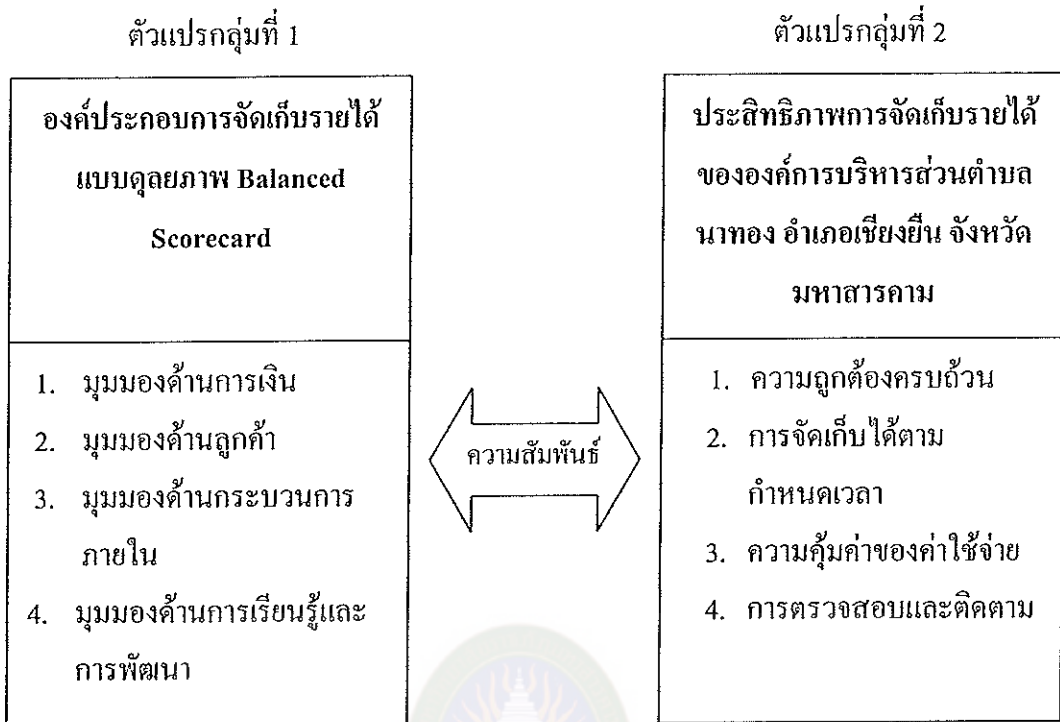 ตัวแปรกลุ่มที่ 1
องค์ประกอบการจัดเก็บรายได้
แบบดุลยภาพ Balanced
Scorecard
1. มุมมองด้านการเงิน
2. มุมมองด้านลูกค้า
3. มุมมองด้านกระบวนการ
ภายใน
4. มุมมองด้านการเรียนรู้และ
การพัฒนา
ความสัมพันธ์
ตัวแปรกลุ่มที่ 2
ประสิทธิภาพการจัดเก็บรายได้
ขององค์การบริหารส่วนตำบล
นาทอง อำเภอเชียงยืน จังหวัด
มหาสารคาม
1. ความถูกต้องครบถ้วน
2. การจัดเก็บได้ตาม
กำหนดเวลา
3. ความคุ้มค่าของค่าใช้จ่าย
4. การตรวจสอบและติดตาม